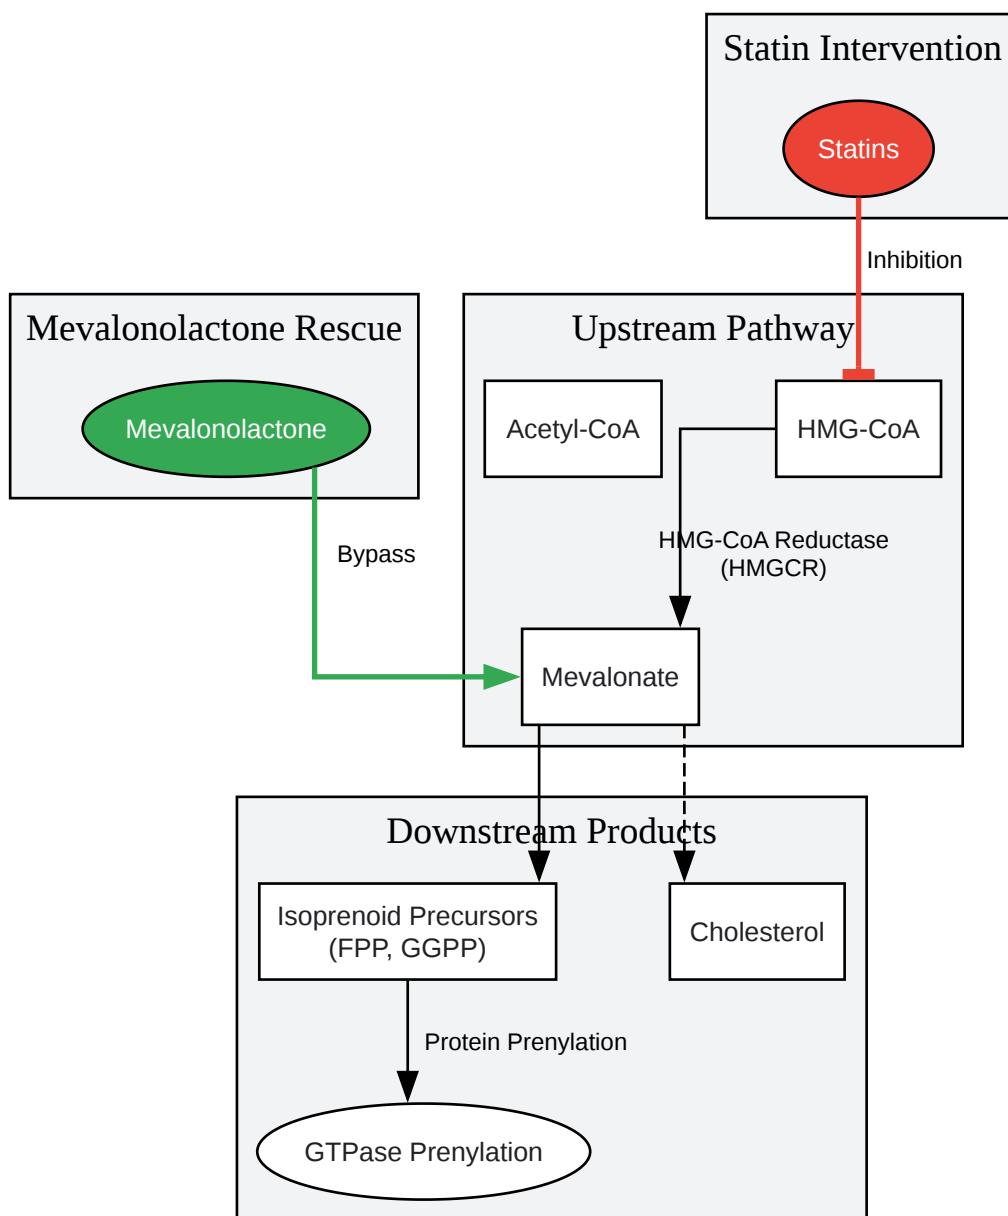 Statin Intervention
Statins
Inhibition
Mevalonolactone Rescue
Mevalonolactone
Bypass
Upstream Pathway
Acetyl-CoA
HMG-CoA
HMG-CoA Reductase
(HMGCR)
Mevalonate
Downstream Products
Isoprenoid Precursors
(FPP, GGPP)
Cholesterol
Protein Prenylation
GTPase Prenylation